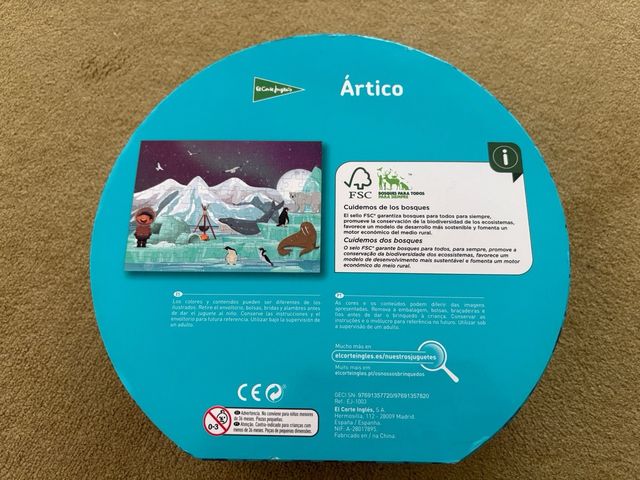 El Corte Inglés
Ártico
i
FSC®
BOSQUES PARA TODOS
PARA SIEMPRE
Cuidemos de los bosques
El sello FSC® garantiza bosques para todos para siempre,
promueve la conservación de la biodiversidad de los ecosistemas,
favorece un modelo de desarrollo más sostenible y fomenta un
motor económico del medio rural.
Cuidemos dos bosques
O selo FSC® garante bosques para todos, para sempre, promove a
conservação da biodiversidade dos ecossistemas, favorece um
modelo de desenvolvimento mais sustentável e fomenta um motor
económico do meio rural.
ES
Los colores y contenidos pueden ser diferentes de los
ilustrados. Retire el envoltorio, bolsas, bridas y alambres antes
de dar el juguete al niño. Conserve las instrucciones y el
envoltorio para futura referencia. Utilizar bajo la supervisión de
un adulto.
PT
As cores e os conteúdos podem diferir das imagens
apresentadas. Remova a embalagem, bolsas, braçadeiras e
fios antes de dar o brinquedo à criança. Conservar as
instruções e o invólucro para referência no futuro. Utilizar sob
a supervisão de um adulto.
Mucho más en
elcorteingles.es/nuestrosjuguetes
Muito mais em
elcorteingles.pt/osnossosbrinquedos
CE
0-3
ES Advertencia. No conviene para niños menores
de 36 meses. Piezas pequeñas.
PT Atenção. Contra-indicado para crianças com
menos de 36 meses. Peças de pequenas dimensões.
GECI SN: 97691357720/97691357820
Ref. EJ-1003
El Corte Inglés, S.A.
Hermosilla, 112 - 28009 Madrid.
España / Espanha.
NIF: A-28017895.
Fabricado en / na China.